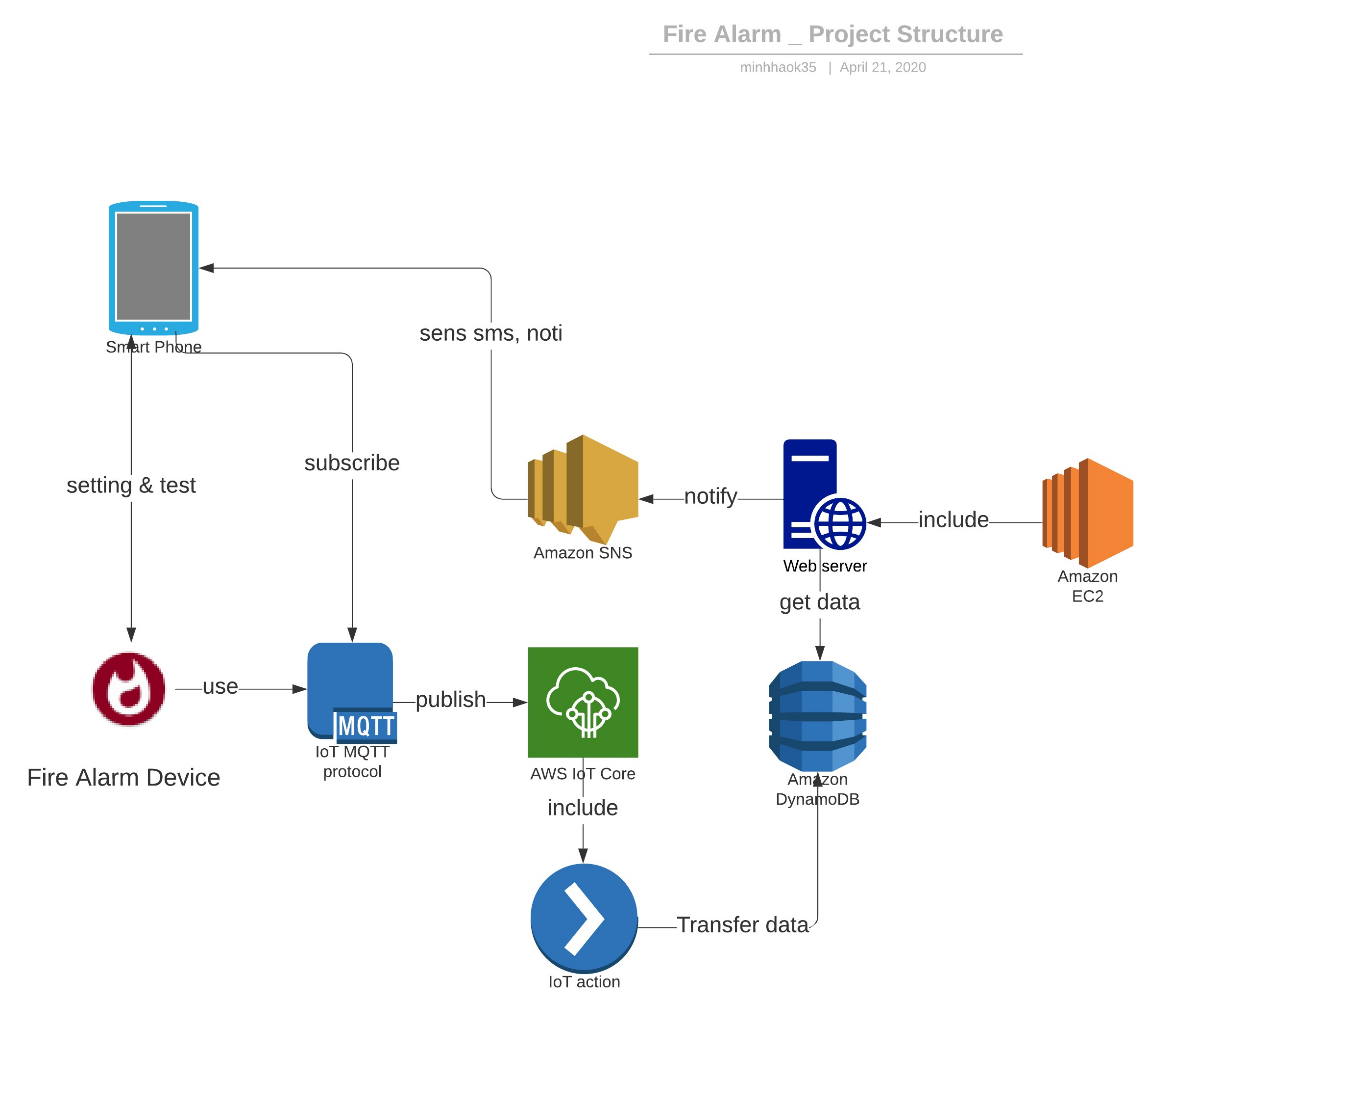 Fire Alarm _ Project Structure
minhhaok35 | April 21, 2020
Smart Phone
sens sms, noti
setting & test
subscribe
Amazon SNS
notify
Web server
include
Amazon
EC2
get data
Fire Alarm Device
use
MQTT
IoT MQTT
protocol
publish
AWS IoT Core
include
Amazon
DynamoDB
IoT action
Transfer data